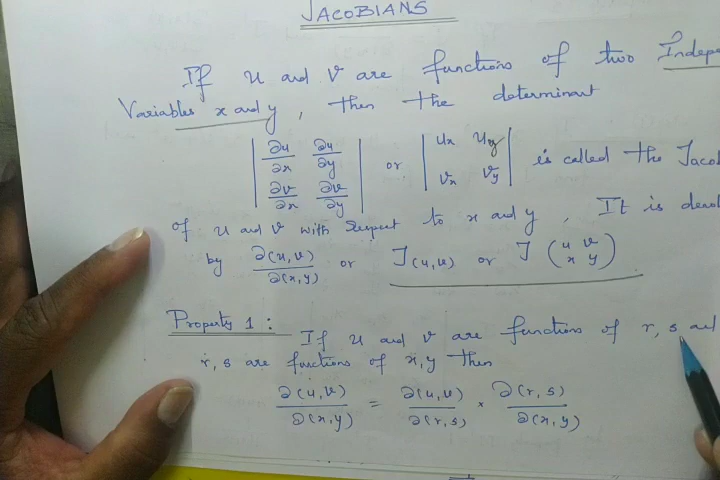 JACOBIANS
If u and v are functions of two Indepe
Variables x and y, then the determinant
| ∂u/∂x ∂u/∂y ; ∂v/∂x ∂v/∂y | or | ux uy ; vx vy | is called the Jaco
of u and v with respect to x and y. It is denot
by ∂(u,v)/∂(x,y) or J(u,v) or J (u v ; x y)
Property 1: If u and v are functions of r, s and
r, s are functions of x,y then
∂(u,v)/∂(x,y) = ∂(u,v)/∂(r,s) × ∂(r,s)/∂(x,y)